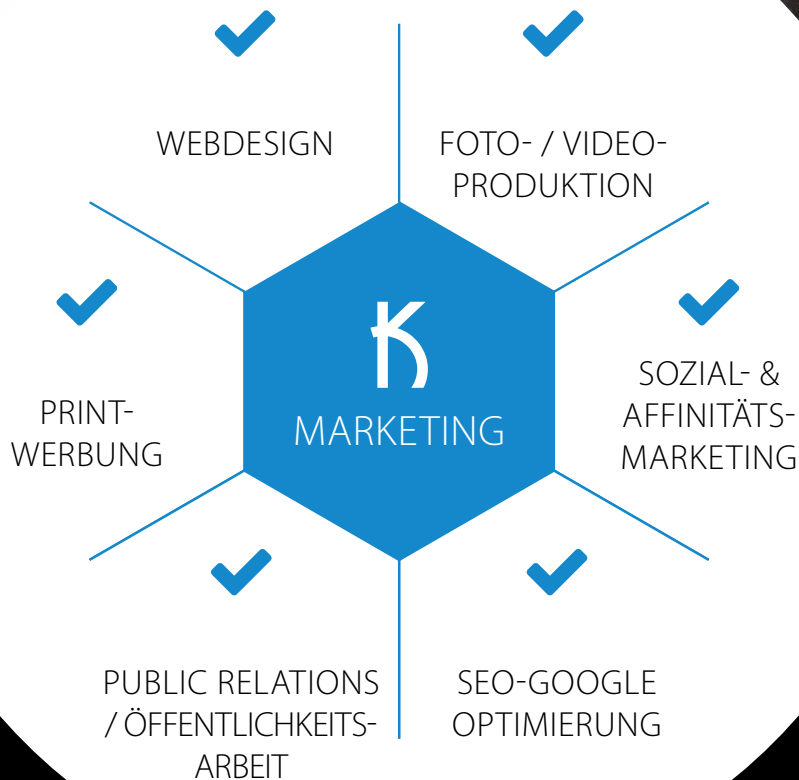 WEBDESIGN
FOTO- / VIDEO-
PRODUKTION
PRINT-
WERBUNG
K
MARKETING
SOZIAL- &
AFFINITÄTS-
MARKETING
PUBLIC RELATIONS
/ ÖFFENTLICHKEITS-
ARBEIT
SEO-GOOGLE
OPTIMIERUNG